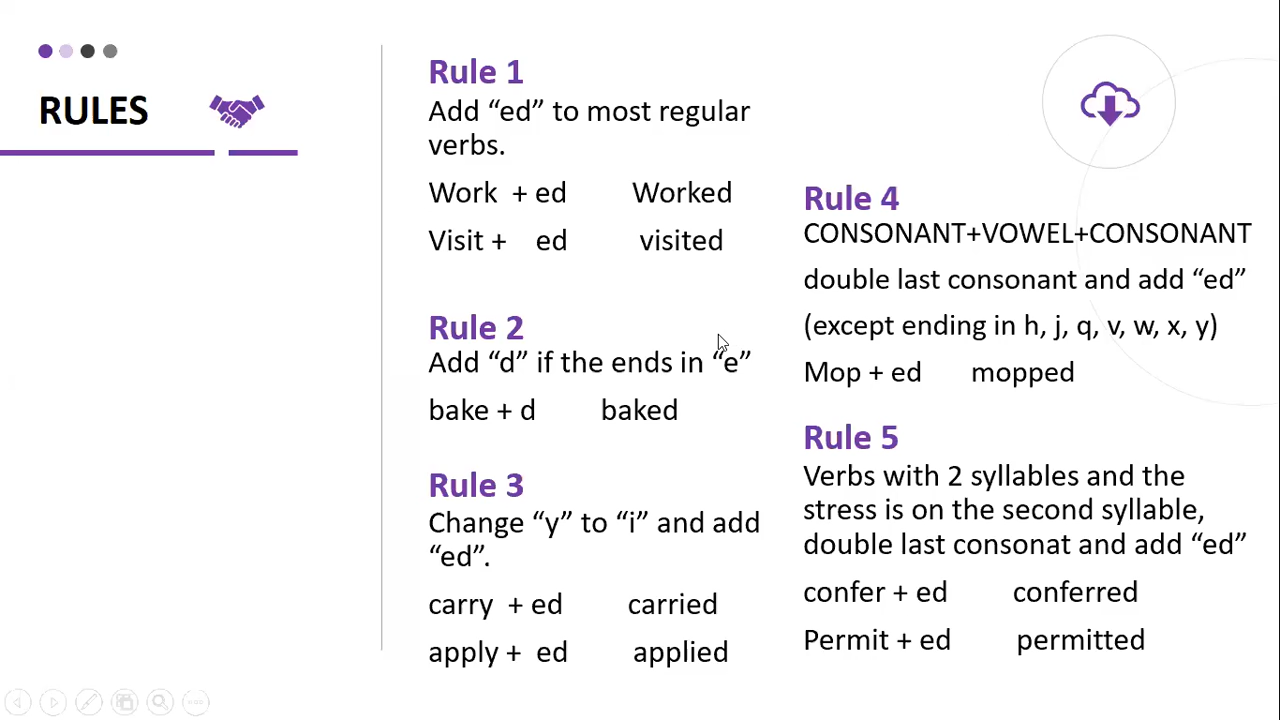 RULES
Rule 1
Add “ed” to most regular
verbs.
Work + ed Worked
Visit + ed visited
Rule 2
Add “d” if the ends in “e”
bake + d baked
Rule 3
Change “y” to “i” and add
“ed”.
carry + ed carried
apply + ed applied
Rule 4
CONSONANT+VOWEL+CONSONANT
double last consonant and add “ed”
(except ending in h, j, q, v, w, x, y)
Mop + ed mopped
Rule 5
Verbs with 2 syllables and the
stress is on the second syllable,
double last consonat and add “ed”
confer + ed conferred
Permit + ed permitted